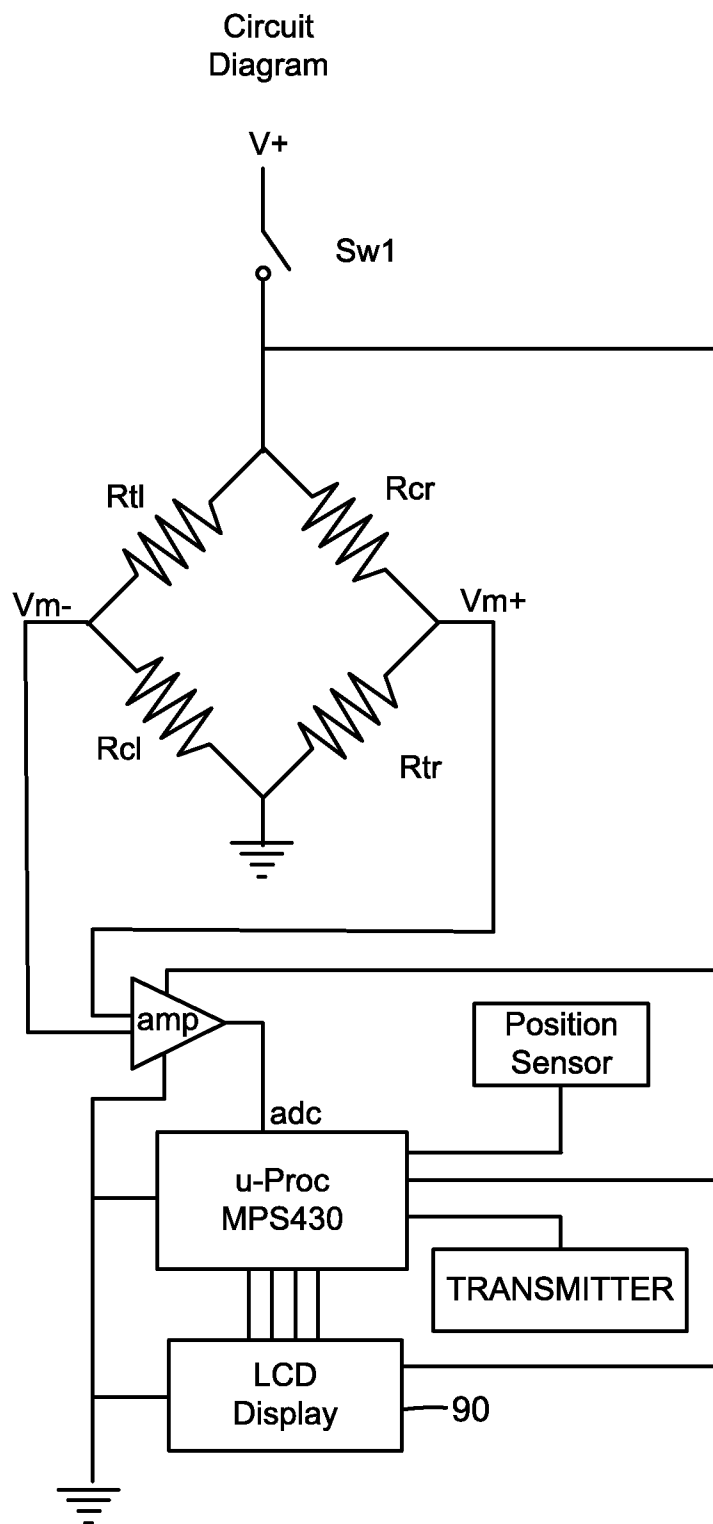 Circuit
Diagram
V+
Sw1
Rtl
Rcr
Vm-
Vm+
Rcl
Rtr
amp
Position
Sensor
adc
u-Proc
MPS430
TRANSMITTER
LCD
Display
90